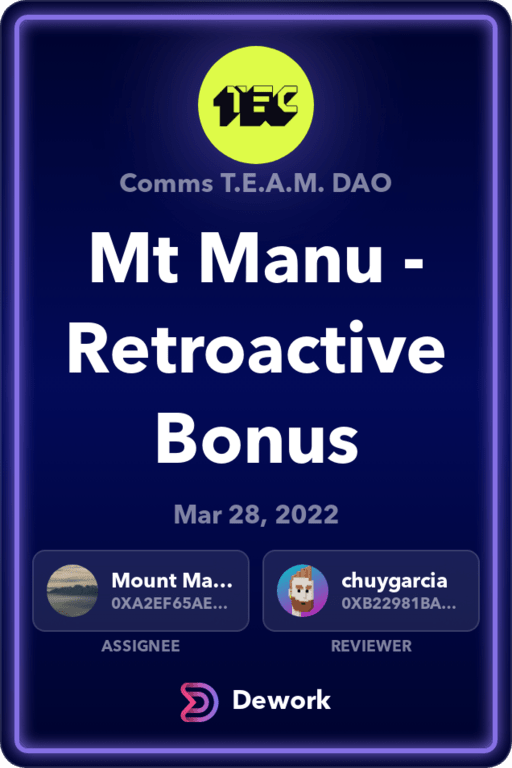 TEC
Comms T.E.A.M. DAO
Mt Manu -
Retroactive
Bonus
Mar 28, 2022
Mount Ma...
0XA2EF65AE...
chuygarcia
0XB22981BA...
ASSIGNEE
REVIEWER
Dework